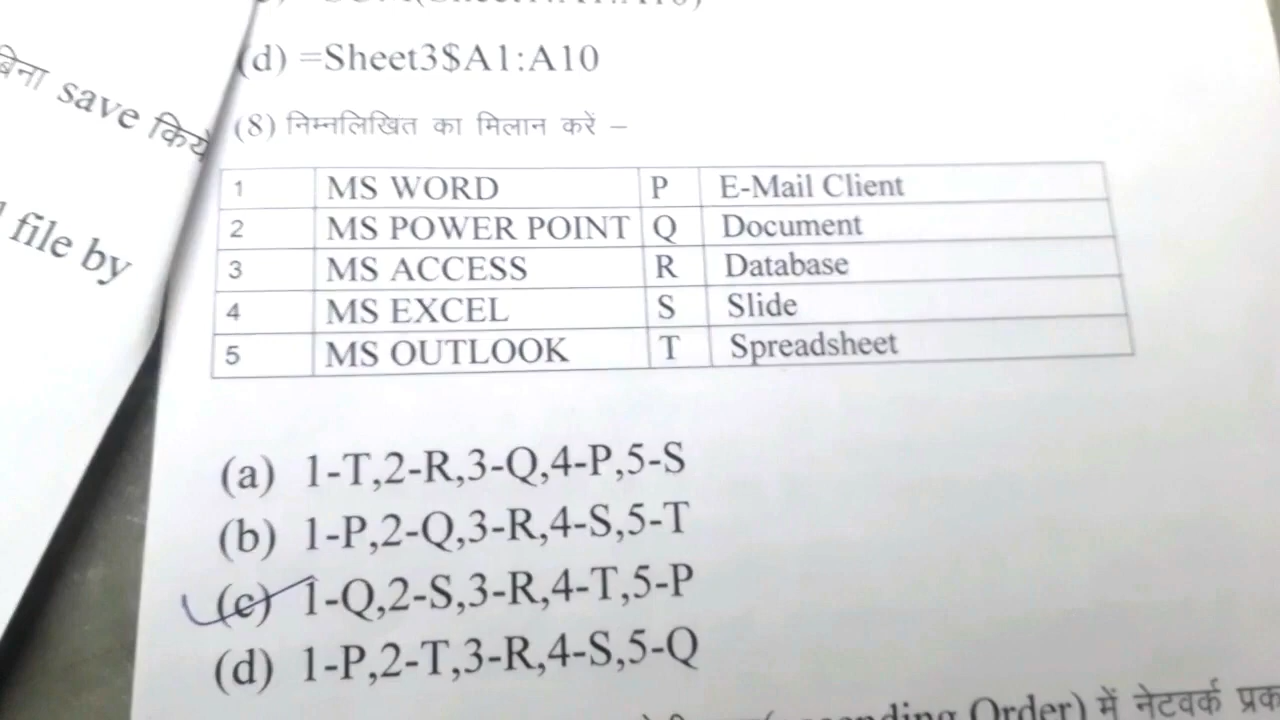 बिना save किये
file by
(d) =Sheet3$A1:A10
(8) निम्नलिखित का मिलान करें –
1 MS WORD P E-Mail Client
2 MS POWER POINT Q Document
3 MS ACCESS R Database
4 MS EXCEL S Slide
5 MS OUTLOOK T Spreadsheet
(a) 1-T,2-R,3-Q,4-P,5-S
(b) 1-P,2-Q,3-R,4-S,5-T
(c) 1-Q,2-S,3-R,4-T,5-P
(d) 1-P,2-T,3-R,4-S,5-Q
Order) में नेटवर्क